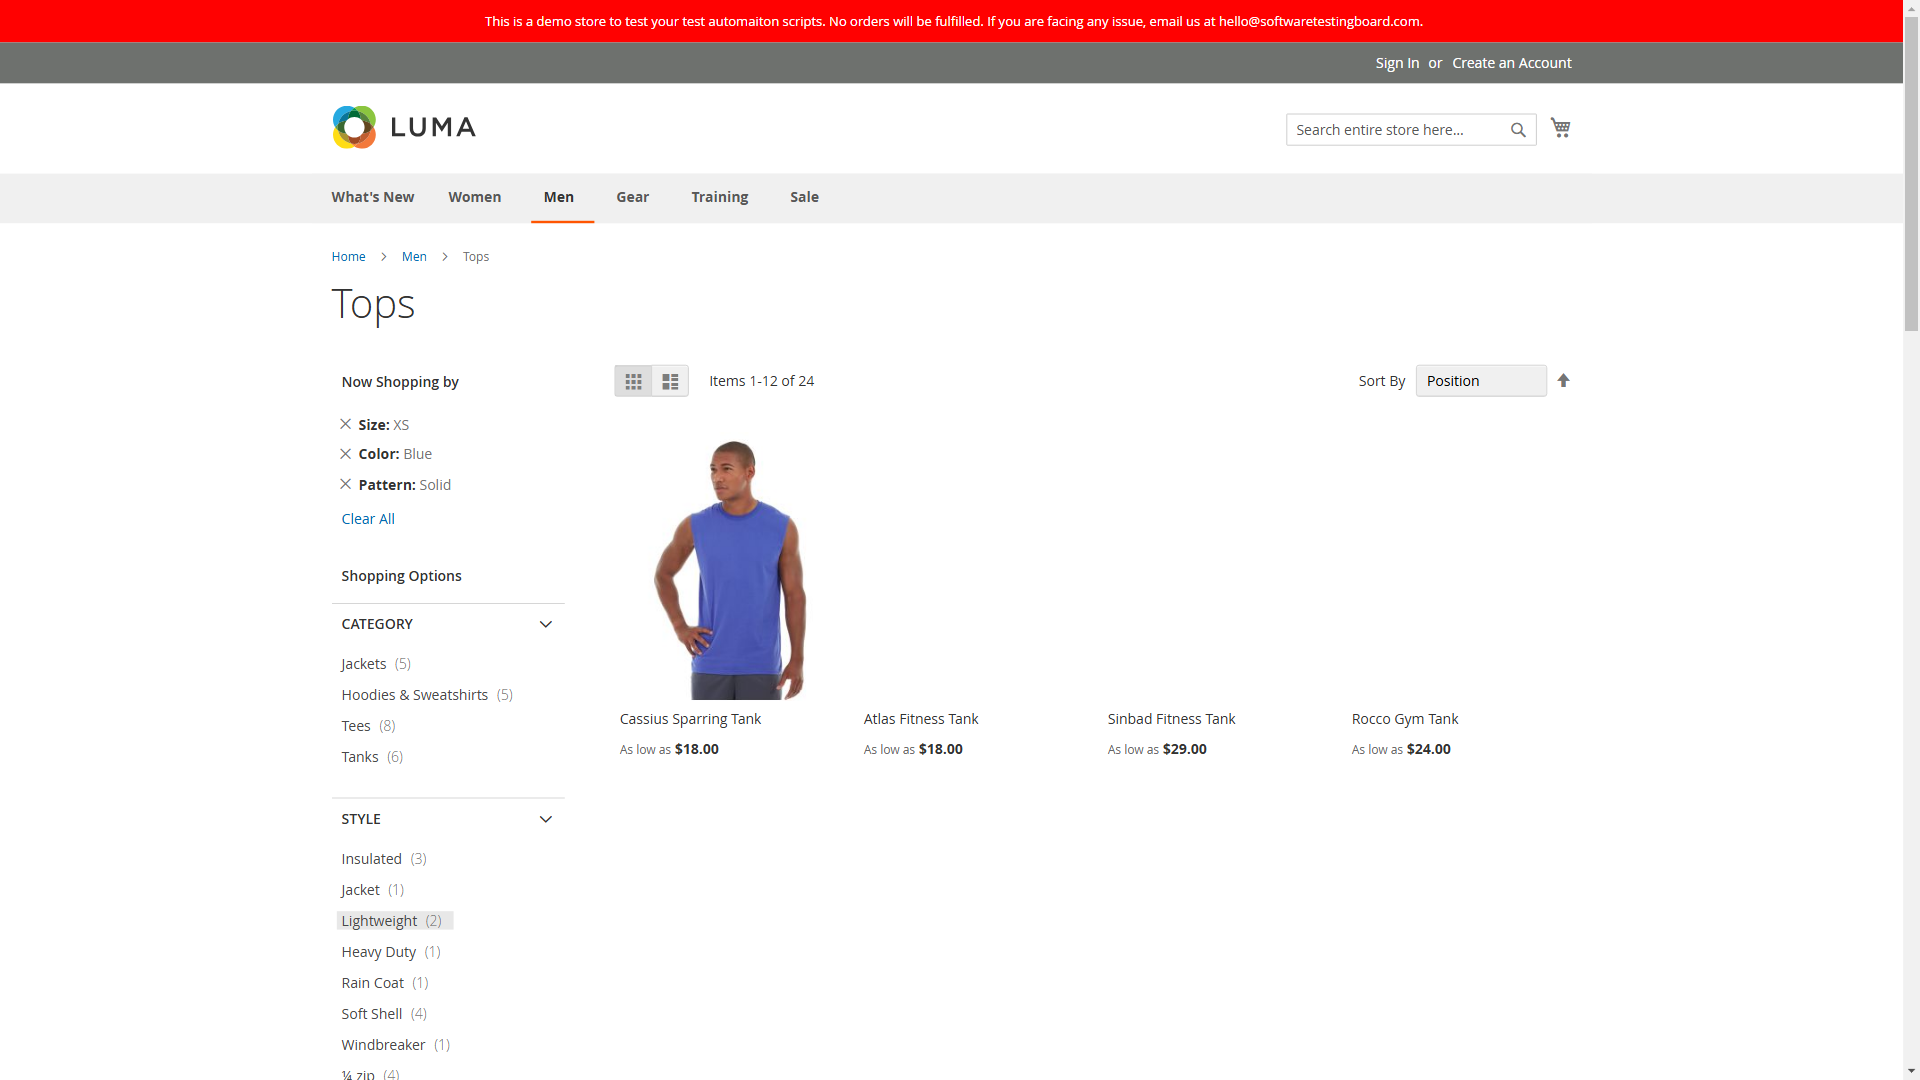 This is a demo store to test your test automaiton scripts. No orders will be fulfilled. If you are facing any issue, email us at hello@softwaretestingboard.com.
Sign In or Create an Account
LUMA
Search entire store here...
What's New Women Men Gear Training Sale
Home > Men > Tops
Tops
Now Shopping by
Size: XS
Color: Blue
Pattern: Solid
Clear All
Shopping Options
CATEGORY
Jackets (5)
Hoodies & Sweatshirts (5)
Tees (8)
Tanks (6)
STYLE
Insulated (3)
Jacket (1)
Lightweight (2)
Heavy Duty (1)
Rain Coat (1)
Soft Shell (4)
Windbreaker (1)
¼ zip (4)
Items 1-12 of 24
Sort By Position
Cassius Sparring Tank
As low as $18.00
Atlas Fitness Tank
As low as $18.00
Sinbad Fitness Tank
As low as $29.00
Rocco Gym Tank
As low as $24.00